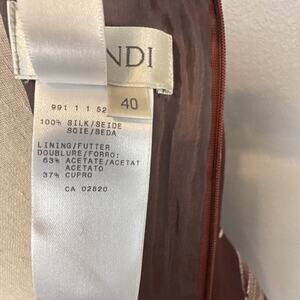 NDI
40
991 1 1 52
100% SILK/SEIDE
SOIE/SEDA
LINING/FUTTER
DOUBLURE/FORRO:
63% ACETATE/ACETAT
ACETATO
37% CUPRO
CA 02820